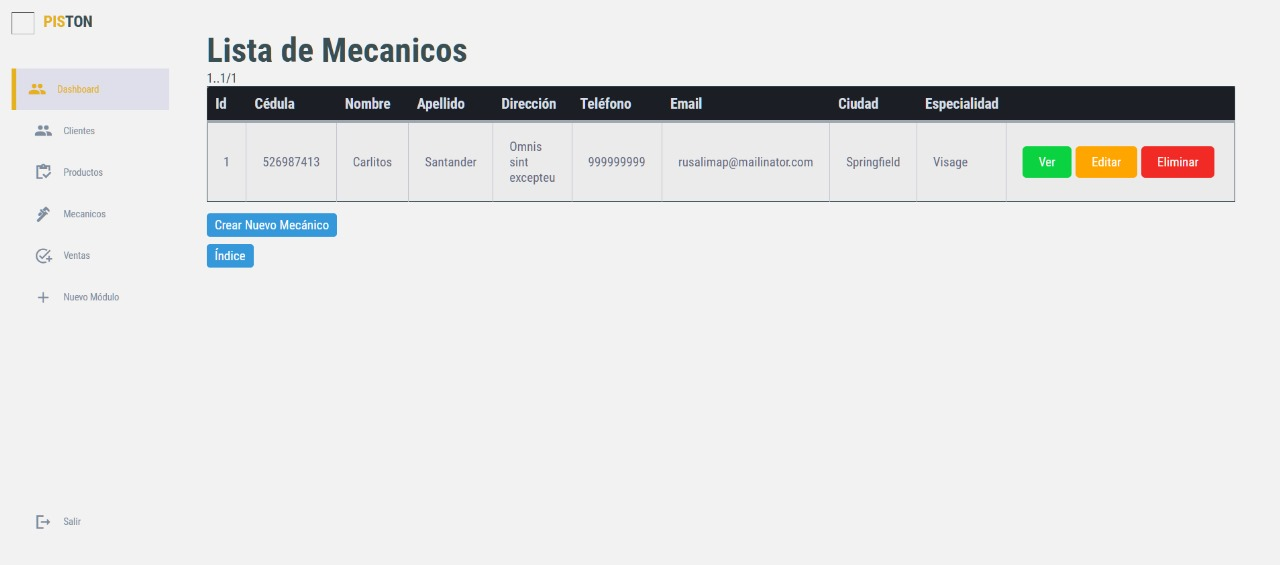 PISTON
Dashboard
Clientes
Productos
Mecanicos
Ventas
Nuevo Módulo
Salir
Lista de Mecanicos
1..1/1
Id Cédula Nombre Apellido Dirección Teléfono Email Ciudad Especialidad
1 526987413 Carlitos Santander Omnis sint excepteu 999999999 rusalimap@mailinator.com Springfield Visage Ver Editar Eliminar
Crear Nuevo Mecánico
Índice